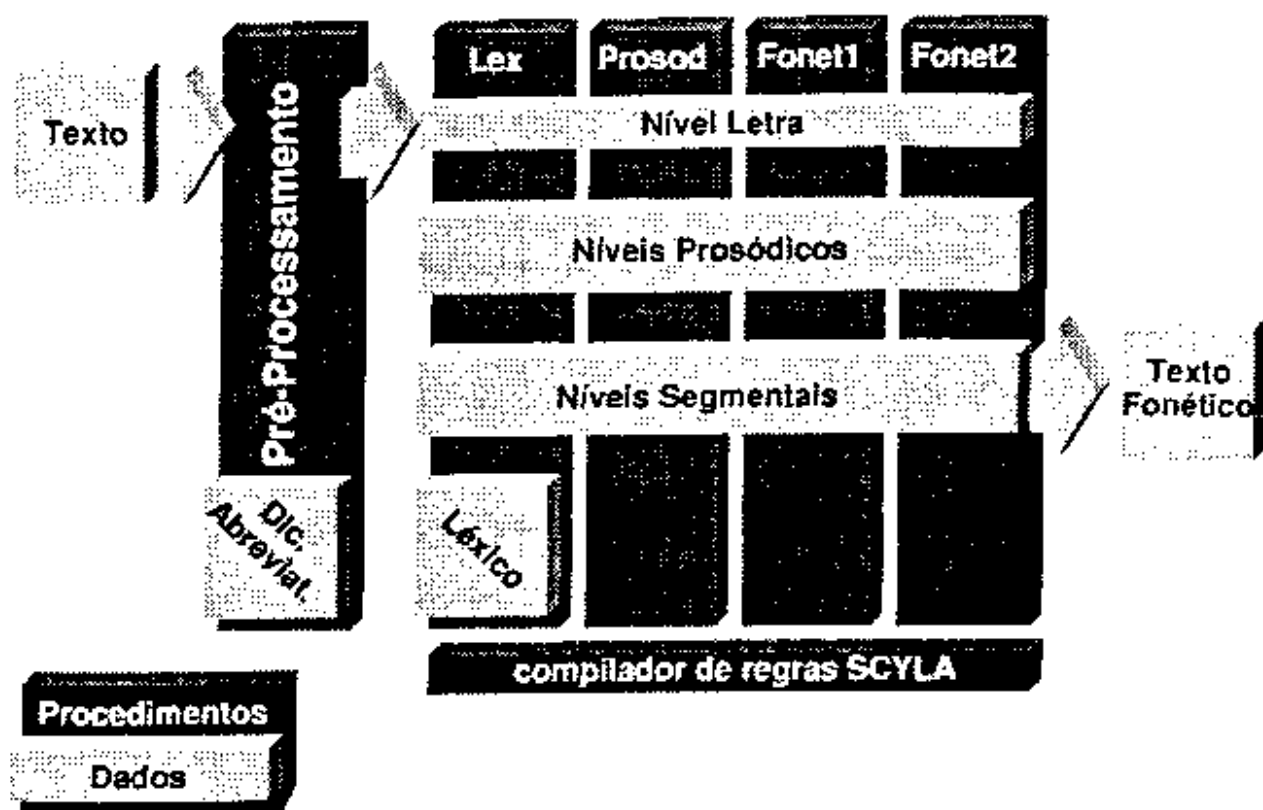 Lex Prosod Fonet1 Fonet2
Texto
Pré-Processamento
Nível Letra
Níveis Prosódicos
Níveis Segmentais
Texto
Fonético
Dic,
Abreviat.
Léxico
compilador de regras SCYLA
Procedimentos
Dados